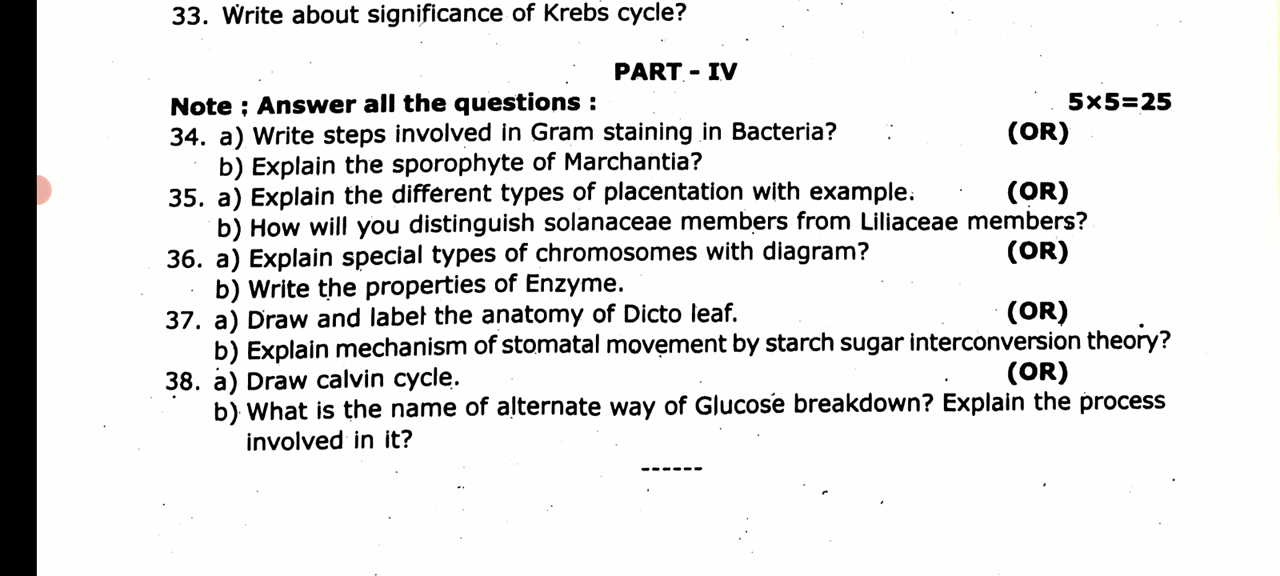 33. Write about significance of Krebs cycle?
PART - IV
Note ; Answer all the questions : 5×5=25
34. a) Write steps involved in Gram staining in Bacteria? (OR)
b) Explain the sporophyte of Marchantia?
35. a) Explain the different types of placentation with example. (OR)
b) How will you distinguish solanaceae members from Liliaceae members?
36. a) Explain special types of chromosomes with diagram? (OR)
b) Write the properties of Enzyme.
37. a) Draw and label the anatomy of Dicto leaf. (OR)
b) Explain mechanism of stomatal movement by starch sugar interconversion theory?
38. a) Draw calvin cycle. (OR)
b) What is the name of alternate way of Glucose breakdown? Explain the process
involved in it?
------